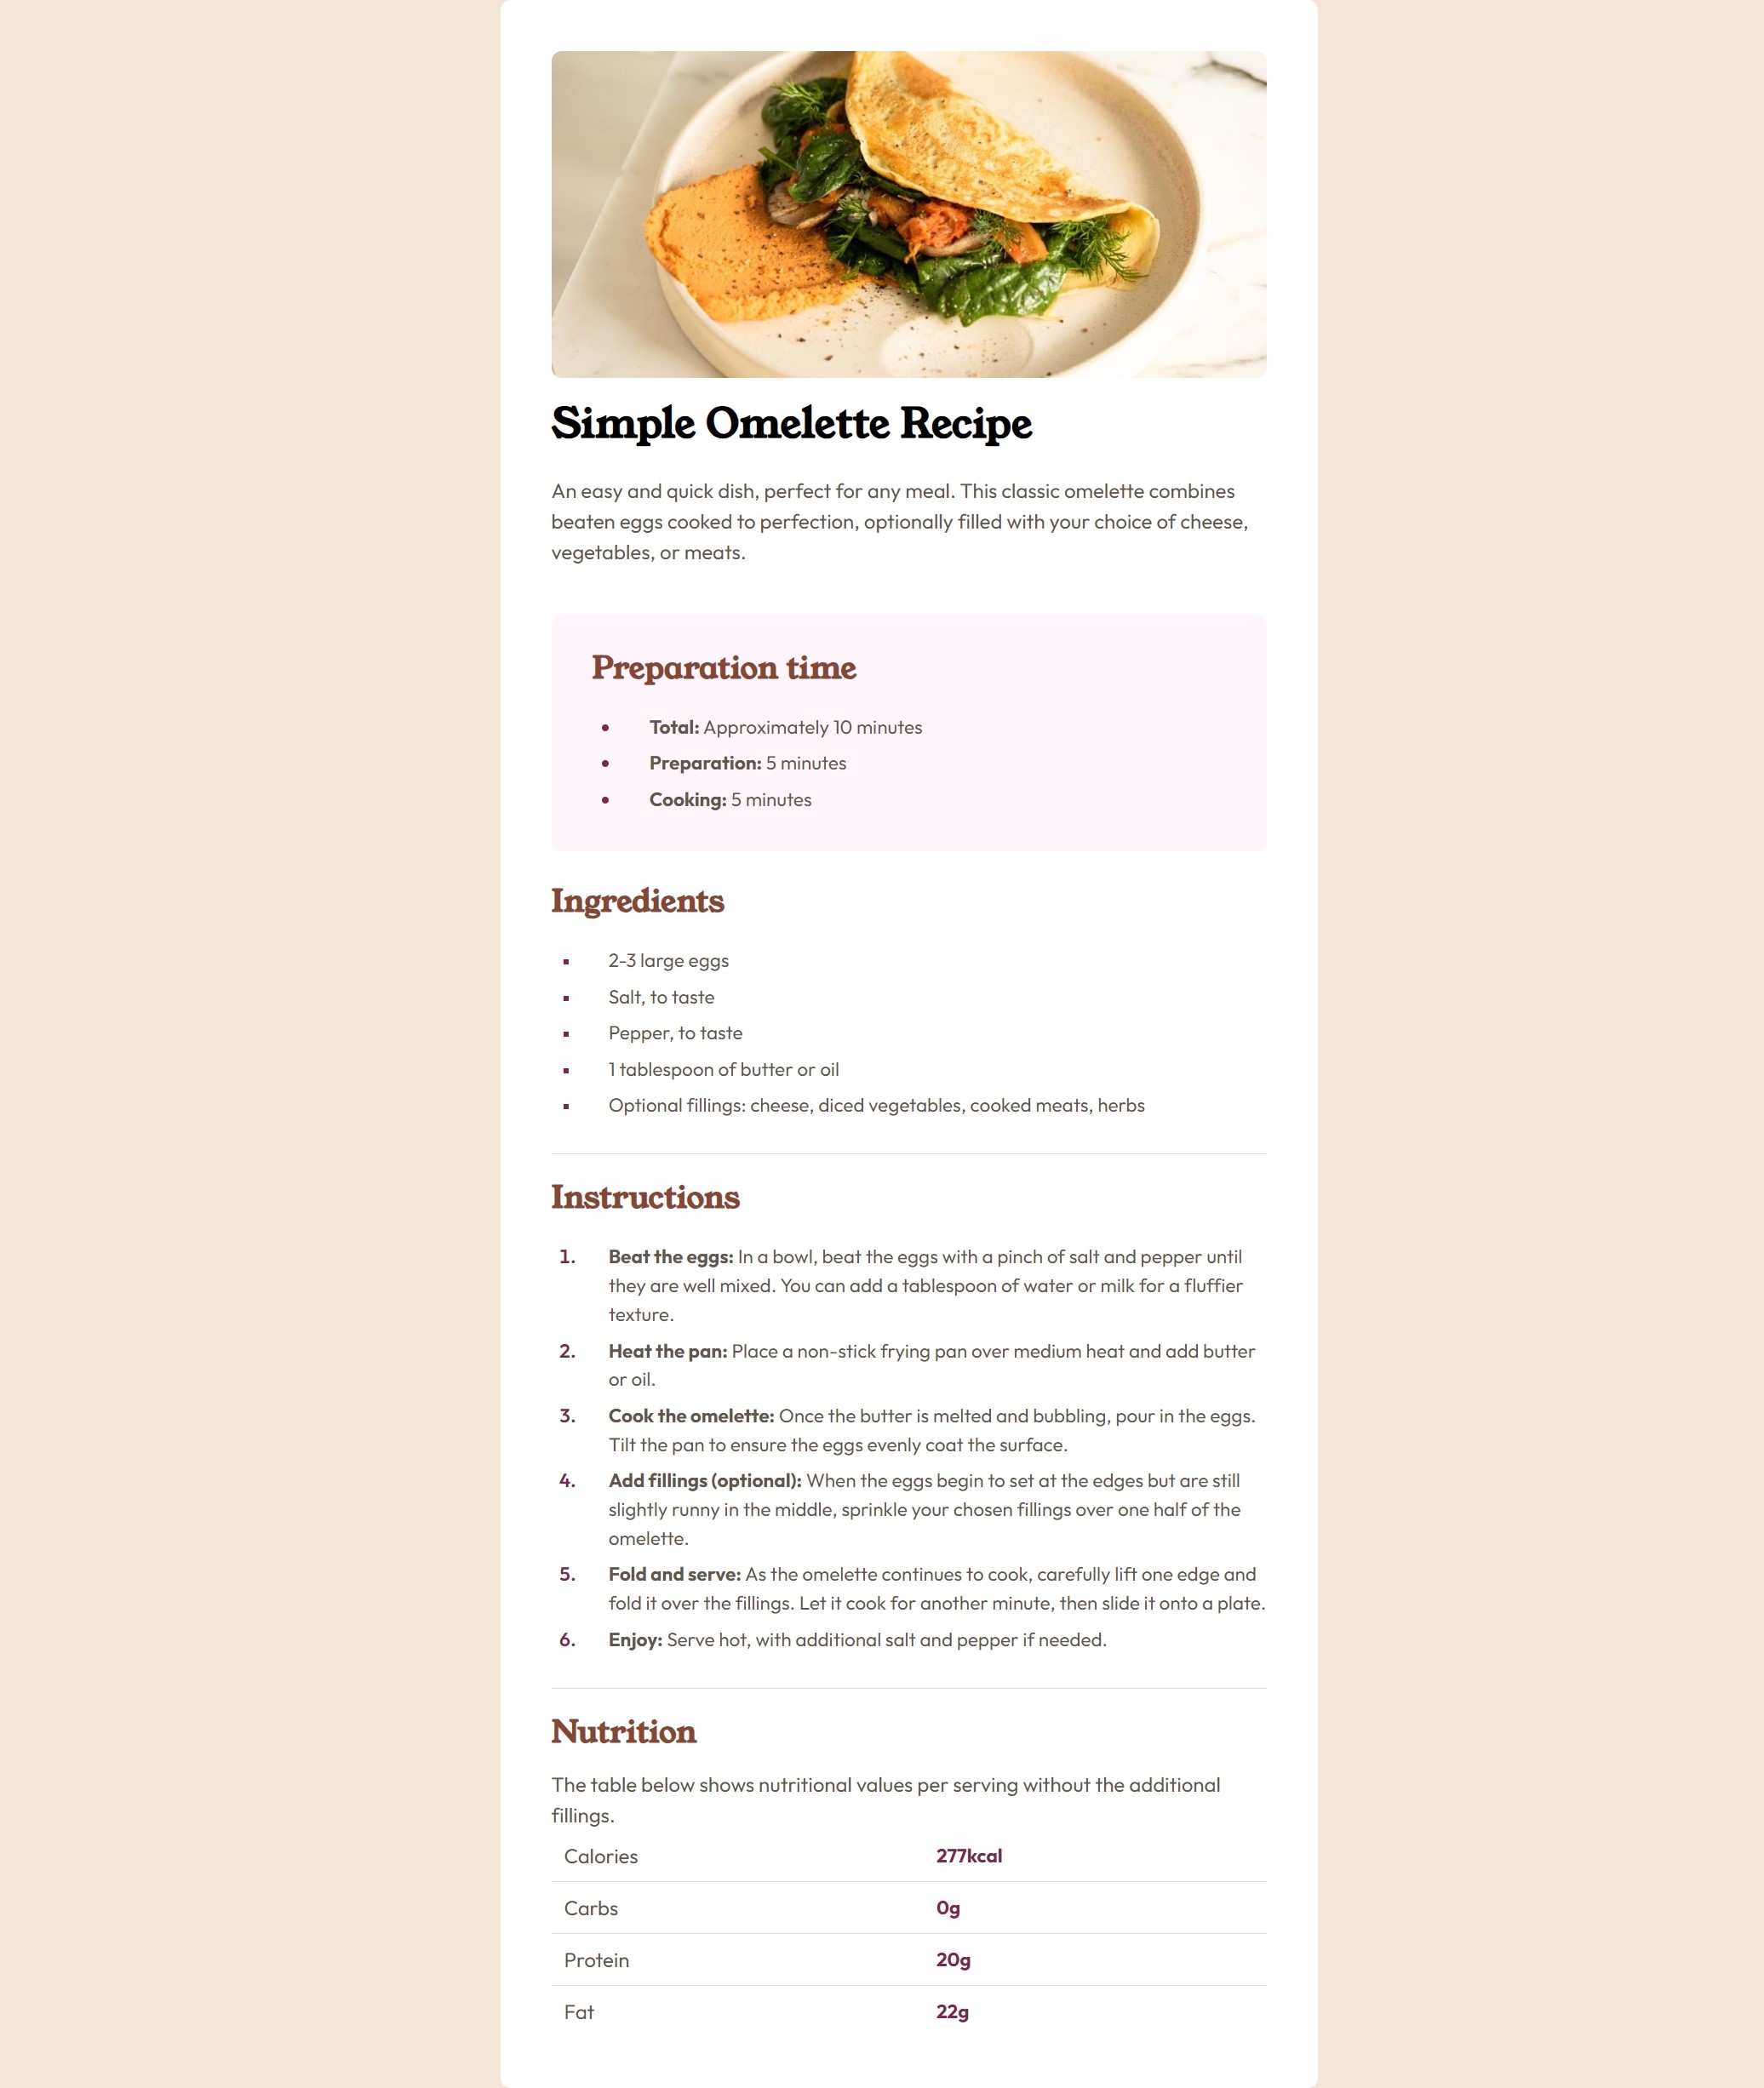 Simple Omelette Recipe
An easy and quick dish, perfect for any meal. This classic omelette combines
beaten eggs cooked to perfection, optionally filled with your choice of cheese,
vegetables, or meats.
Preparation time
• Total: Approximately 10 minutes
• Preparation: 5 minutes
• Cooking: 5 minutes
Ingredients
▪ 2-3 large eggs
▪ Salt, to taste
▪ Pepper, to taste
▪ 1 tablespoon of butter or oil
▪ Optional fillings: cheese, diced vegetables, cooked meats, herbs
Instructions
1. Beat the eggs: In a bowl, beat the eggs with a pinch of salt and pepper until
they are well mixed. You can add a tablespoon of water or milk for a fluffier
texture.
2. Heat the pan: Place a non-stick frying pan over medium heat and add butter
or oil.
3. Cook the omelette: Once the butter is melted and bubbling, pour in the eggs.
Tilt the pan to ensure the eggs evenly coat the surface.
4. Add fillings (optional): When the eggs begin to set at the edges but are still
slightly runny in the middle, sprinkle your chosen fillings over one half of the
omelette.
5. Fold and serve: As the omelette continues to cook, carefully lift one edge and
fold it over the fillings. Let it cook for another minute, then slide it onto a plate.
6. Enjoy: Serve hot, with additional salt and pepper if needed.
Nutrition
The table below shows nutritional values per serving without the additional
fillings.
Calories 277kcal
Carbs 0g
Protein 20g
Fat 22g